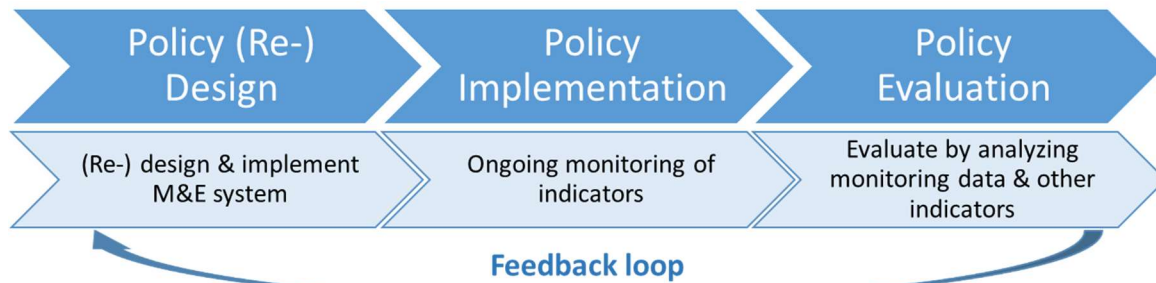 Policy (Re-)
Design
Policy
Implementation
Policy
Evaluation
(Re-) design & implement
M&E system
Ongoing monitoring of
indicators
Evaluate by analyzing
monitoring data & other
indicators
Feedback loop